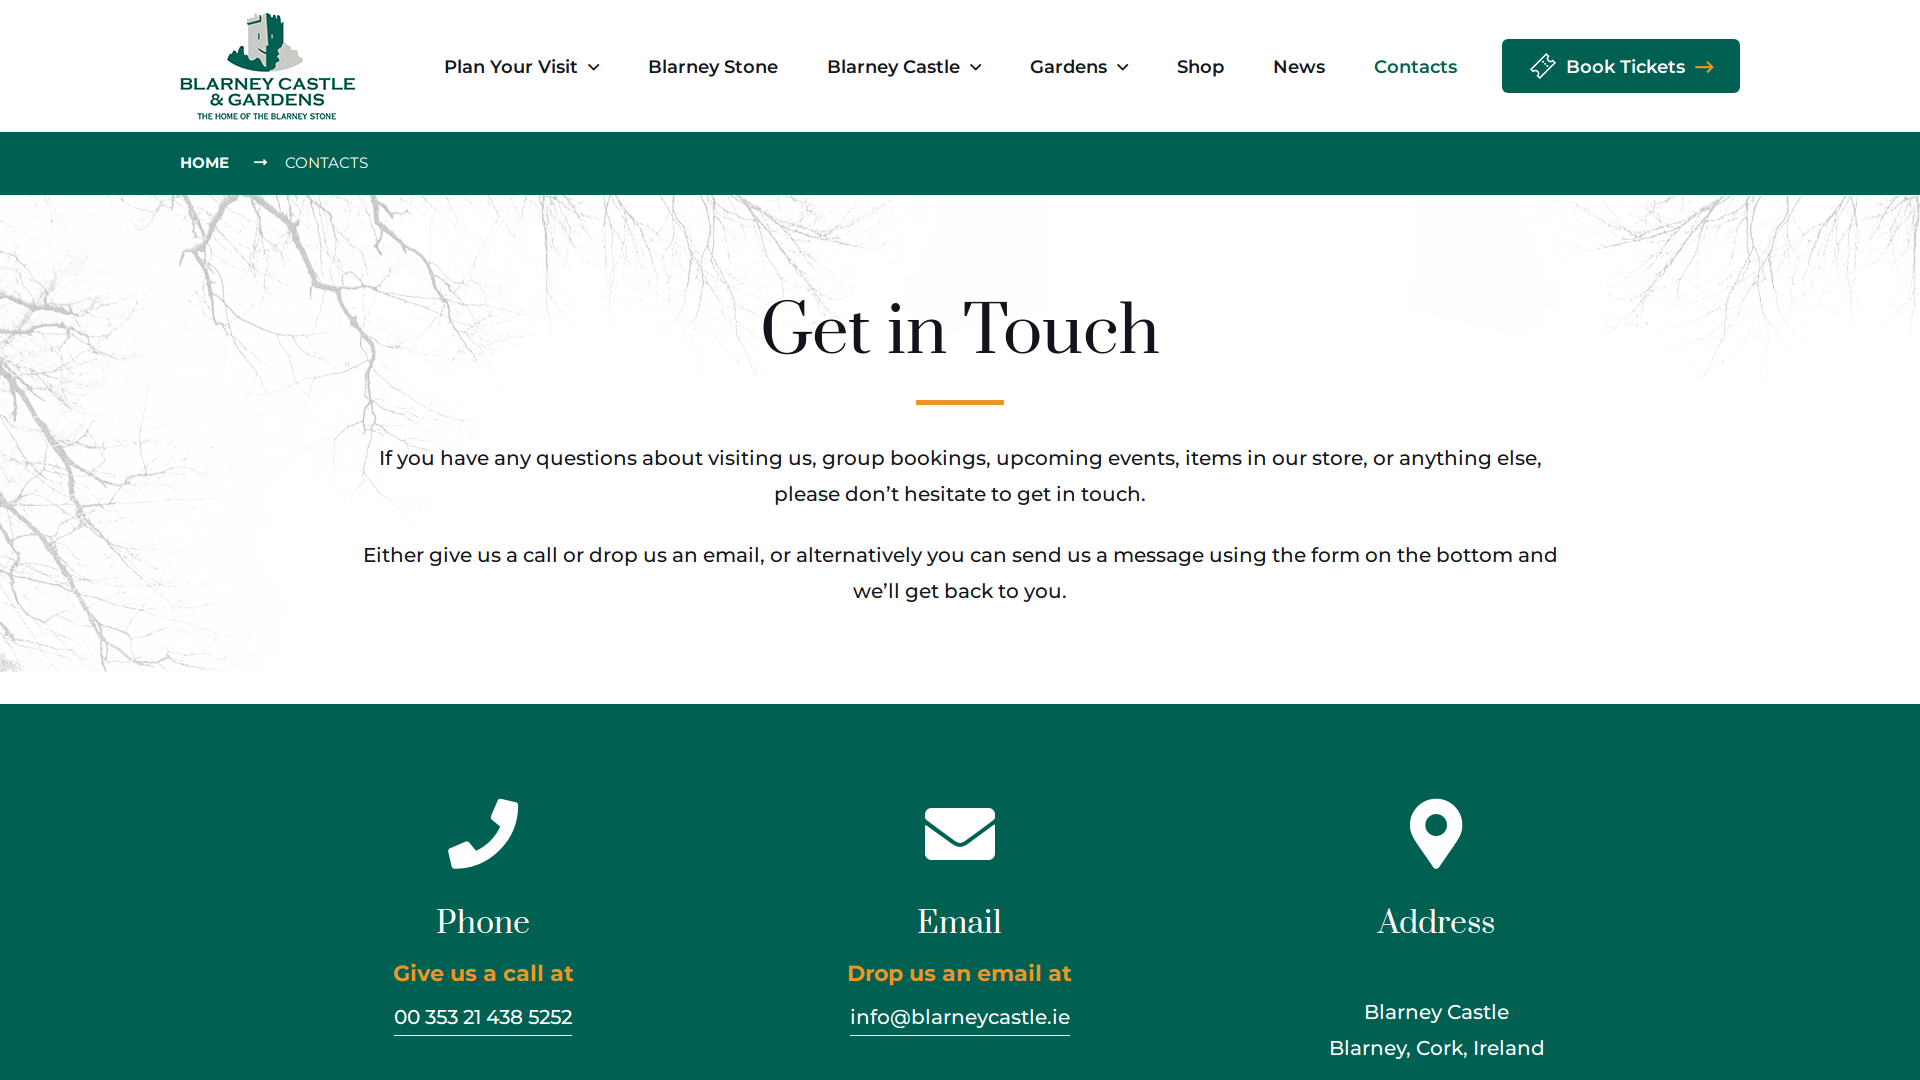 BLARNEY CASTLE
& GARDENS
THE HOME OF THE BLARNEY STONE
Plan Your Visit
Blarney Stone
Blarney Castle
Gardens
Shop
News
Contacts
Book Tickets
HOME
CONTACTS
Get in Touch
If you have any questions about visiting us, group bookings, upcoming events, items in our store, or anything else,
please don’t hesitate to get in touch.
Either give us a call or drop us an email, or alternatively you can send us a message using the form on the bottom and
we’ll get back to you.
Phone
Give us a call at
00 353 21 438 5252
Email
Drop us an email at
info@blarneycastle.ie
Address
Blarney Castle
Blarney, Cork, Ireland